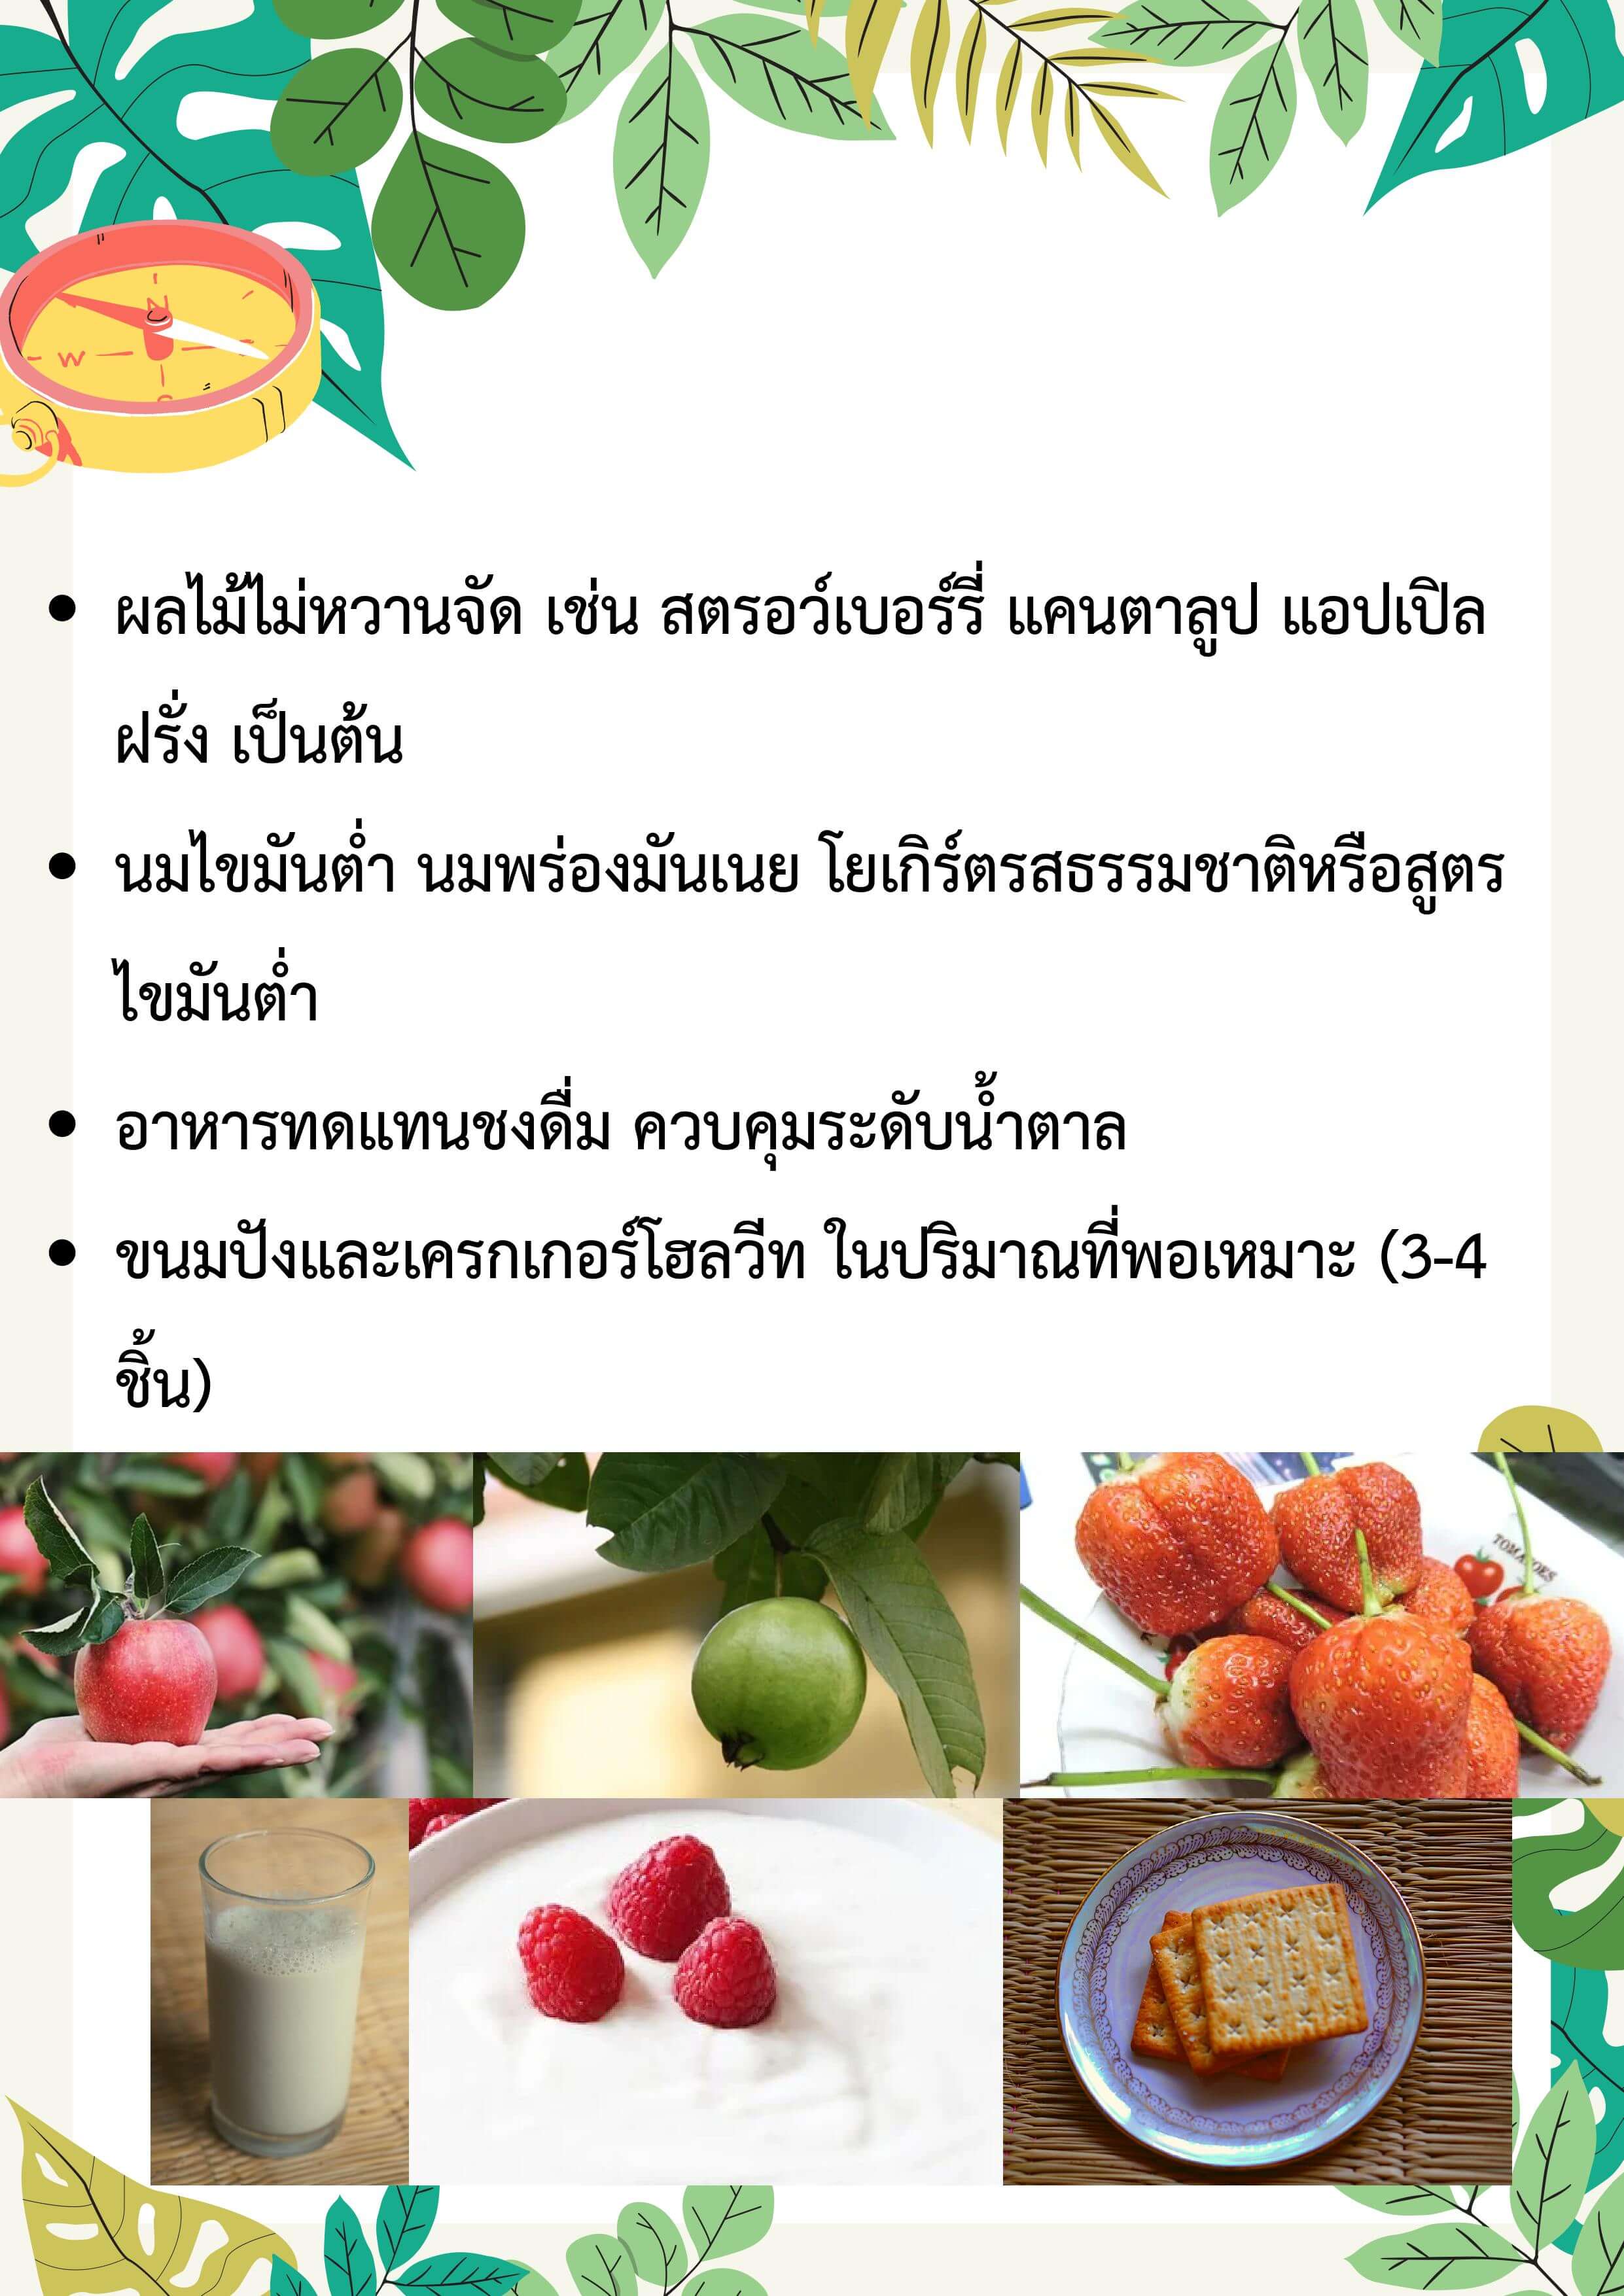 N
W
S
• ผลไม้ไม่หวานจัด เช่น สตรอว์เบอร์รี่ แคนตาลูป แอปเปิล
ฝรั่ง เป็นต้น
• นมไขมันต่ำ นมพร่องมันเนย โยเกิร์ตรสธรรมชาติหรือสูตร
ไขมันต่ำ
• อาหารทดแทนชงดื่ม ควบคุมระดับน้ำตาล
• ขนมปังและเครกเกอร์โฮลวีท ในปริมาณที่พอเหมาะ (3-4
ชิ้น)
TOMATOES